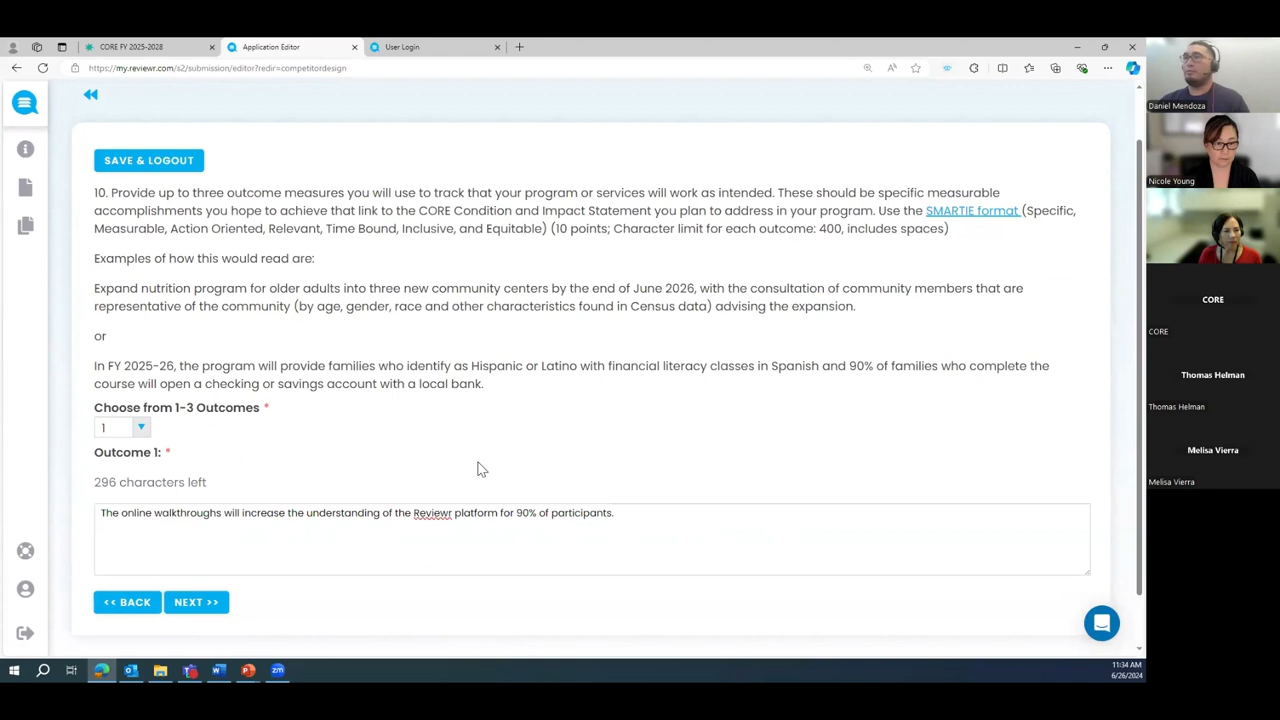 CORE FY 2025-2028
Application Editor
User Login
https://my.reviewr.com/s2/submission/editor?redir=competitordesign
SAVE & LOGOUT
10. Provide up to three outcome measures you will use to track that your program or services will work as intended. These should be specific measurable
accomplishments you hope to achieve that link to the CORE Condition and Impact Statement you plan to address in your program. Use the SMARTIE format (Specific,
Measurable, Action Oriented, Relevant, Time Bound, Inclusive, and Equitable) (10 points; Character limit for each outcome: 400, includes spaces)
Examples of how this would read are:
Expand nutrition program for older adults into three new community centers by the end of June 2026, with the consultation of community members that are
representative of the community (by age, gender, race and other characteristics found in Census data) advising the expansion.
or
In FY 2025-26, the program will provide families who identify as Hispanic or Latino with financial literacy classes in Spanish and 90% of families who complete the
course will open a checking or savings account with a local bank.
Choose from 1-3 Outcomes *
1
Outcome 1: *
296 characters left
The online walkthroughs will increase the understanding of the Reviewr platform for 90% of participants.
<< BACK
NEXT >>
Daniel Mendoza
Nicole Young
CORE
CORE
Thomas Helman
Thomas Helman
Melisa Vierra
Melisa Vierra
zm
11:34 AM
6/26/2024